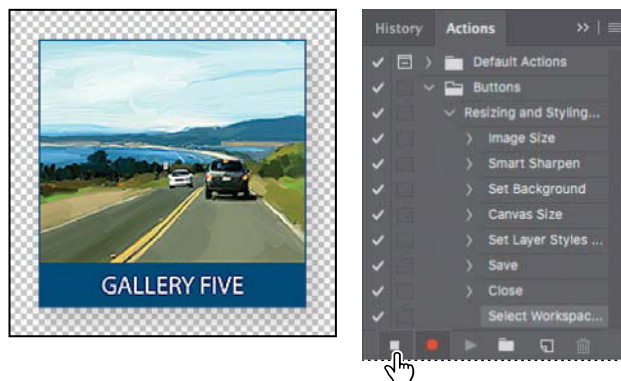 GALLERY FIVE
History Actions
Default Actions
Buttons
Resizing and Styling...
Image Size
Smart Sharpen
Set Background
Canvas Size
Set Layer Styles ...
Save
Close
Select Workspac...